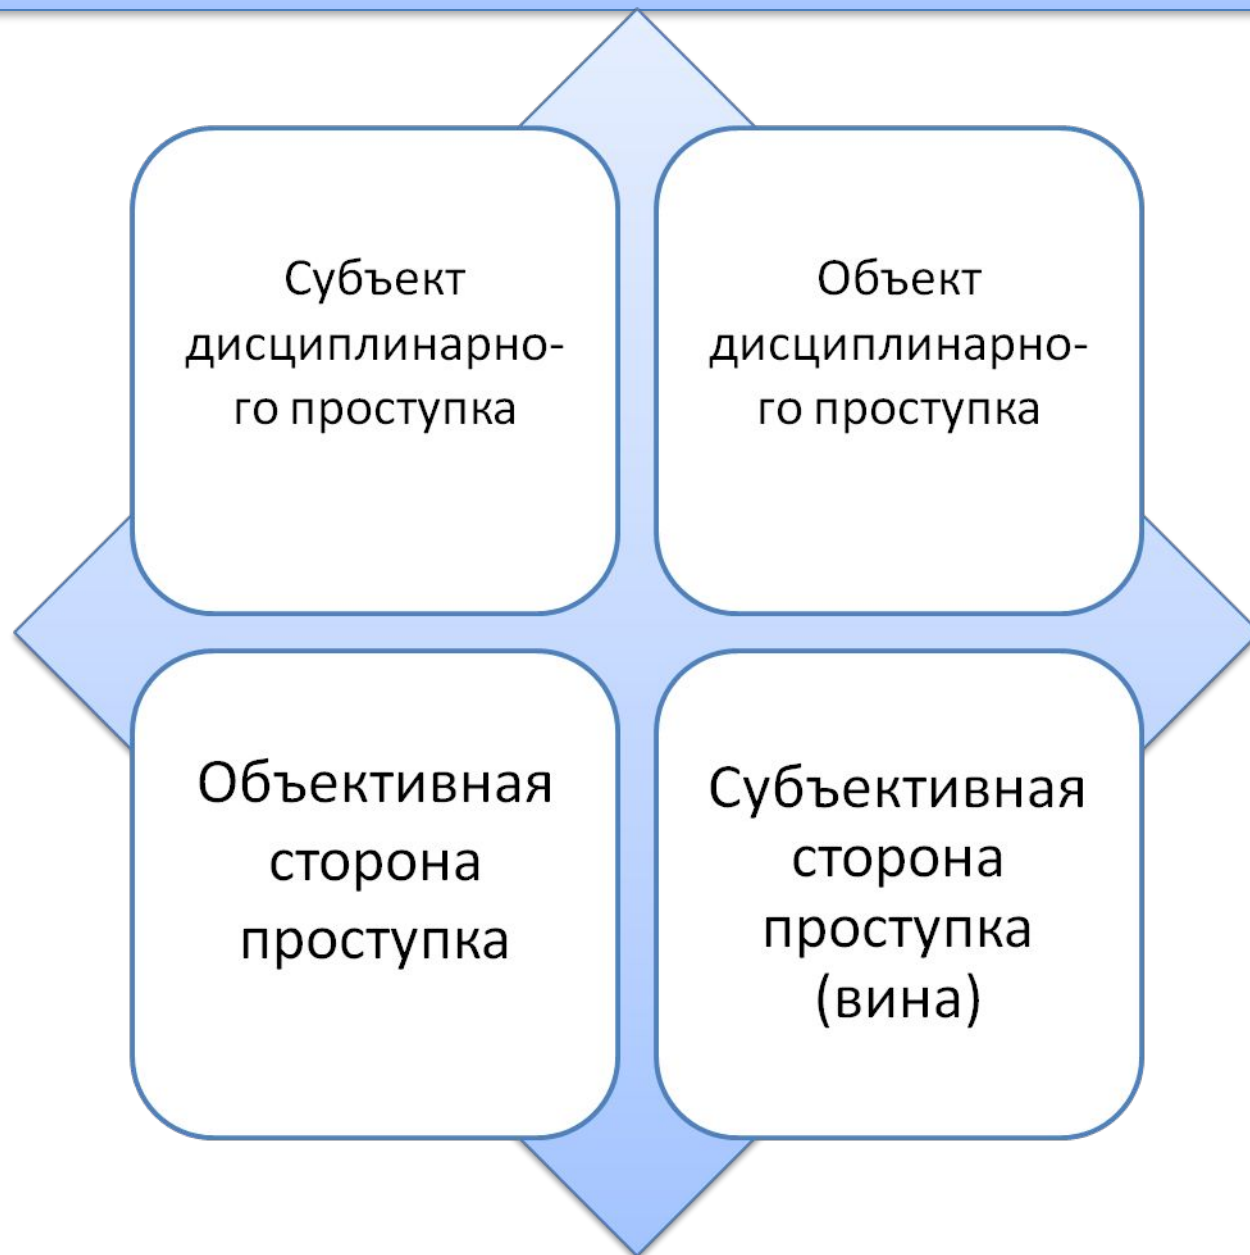 Субъект
дисциплинарно-
го проступка
Объект
дисциплинарно-
го проступка
Объективная
сторона
проступка
Субъективная
сторона
проступка
(вина)